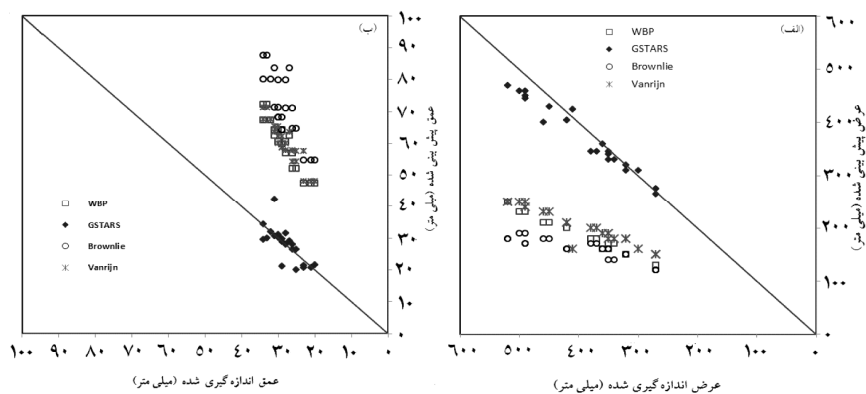 (الف)
WBP
GSTARS
Brownlie
Vanrijn
۶۰۰
۵۰۰
۴۰۰
۳۰۰
۲۰۰
۱۰۰
۰
عرض پیش بینی شده (میلی متر)
۶۰۰ ۵۰۰ ۴۰۰ ۳۰۰ ۲۰۰ ۱۰۰ ۰
عرض اندازه گیری شده (میلی متر)
(ب)
WBP
GSTARS
Brownlie
Vanrijn
۱۰۰
۹۰
۸۰
۷۰
۶۰
۵۰
۴۰
۳۰
۲۰
۱۰
۰
عمق پیش بینی شده (میلی متر)
۱۰۰ ۹۰ ۸۰ ۷۰ ۶۰ ۵۰ ۴۰ ۳۰ ۲۰ ۱۰ ۰
عمق اندازه گیری شده (میلی متر)